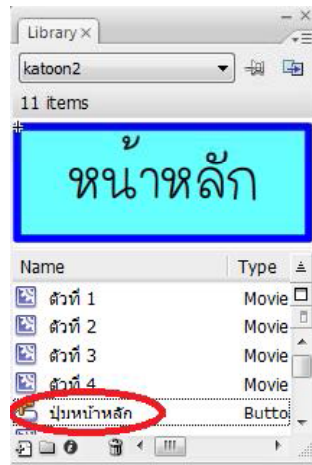 Library ×
katoon2
11 items
หน้าหลัก
Name Type
ตัวที่ 1 Movie
ตัวที่ 2 Movie
ตัวที่ 3 Movie
ตัวที่ 4 Movie
ปุ่มหน้าหลัก Butto